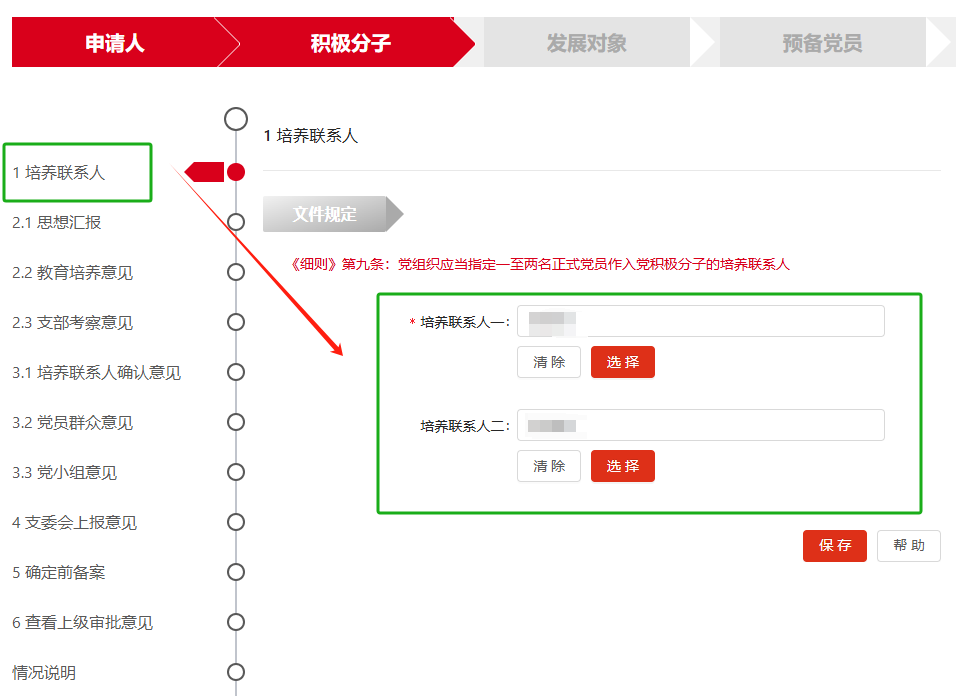 申请人
积极分子
发展对象
预备党员
1 培养联系人
2.1 思想汇报
2.2 教育培养意见
2.3 支部考察意见
3.1 培养联系人确认意见
3.2 党员群众意见
3.3 党小组意见
4 支委会上报意见
5 确定前备案
6 查看上级审批意见
情况说明
1 培养联系人
文件规定
《细则》第九条：党组织应当指定一至两名正式党员作入党积极分子的培养联系人
* 培养联系人一：
清 除
选 择
培养联系人二：
清 除
选 择
保 存
帮 助